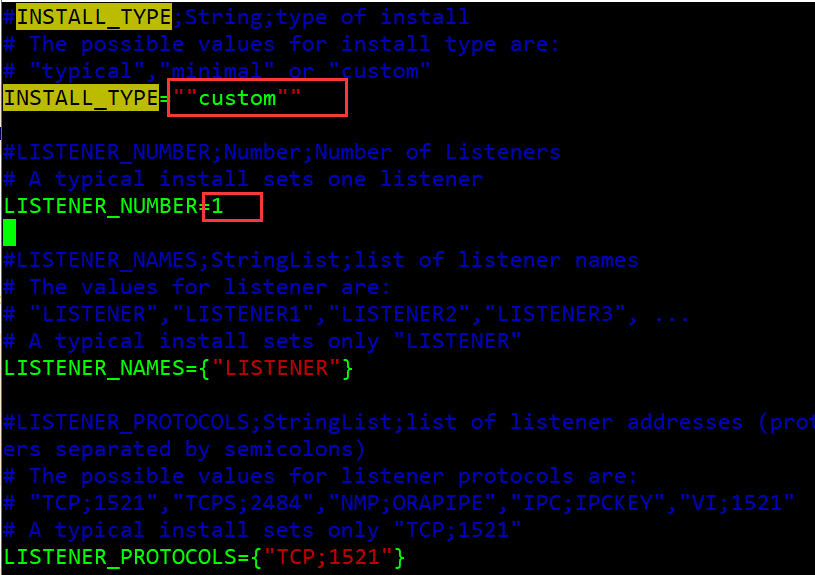 #INSTALL_TYPE;String;type of install
# The possible values for install type are:
# "typical","minimal" or "custom"
INSTALL_TYPE=""custom""
#LISTENER_NUMBER;Number;Number of Listeners
# A typical install sets one listener
LISTENER_NUMBER=1
#LISTENER_NAMES;StringList;list of listener names
# The values for listener are:
# "LISTENER","LISTENER1","LISTENER2","LISTENER3", ...
# A typical install sets only "LISTENER"
LISTENER_NAMES={"LISTENER"}
#LISTENER_PROTOCOLS;StringList;list of listener addresses (prot
ers separated by semicolons)
# The possible values for listener protocols are:
# "TCP;1521","TCPS;2484","NMP;ORAPIPE","IPC;IPCKEY","VI;1521"
# A typical install sets only "TCP;1521"
LISTENER_PROTOCOLS={"TCP;1521"}